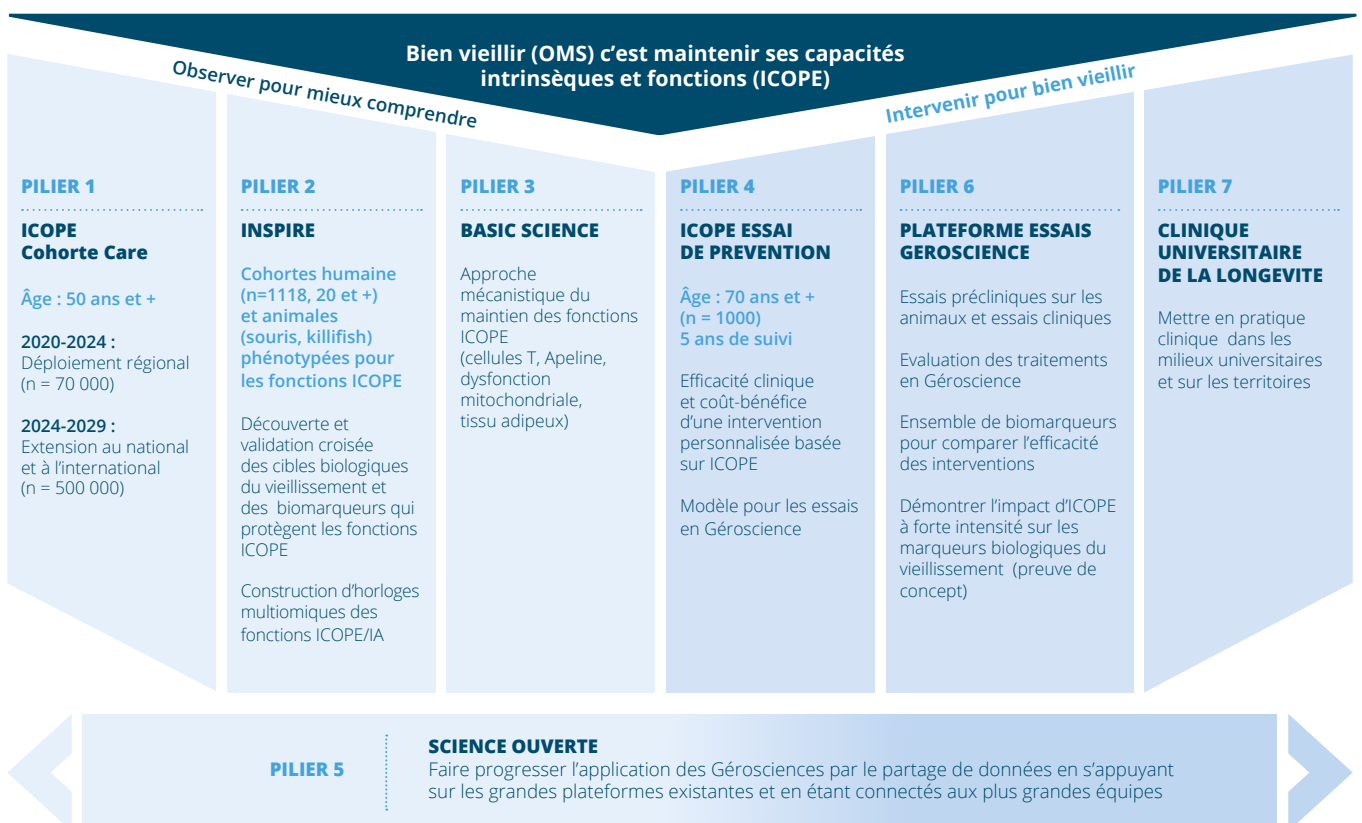 Bien vieillir (OMS) c’est maintenir ses capacités
intrinsèques et fonctions (ICOPE)
Observer pour mieux comprendre
Intervenir pour bien vieillir
PILIER 1
ICOPE
Cohorte Care
Âge : 50 ans et +
2020-2024 :
Déploiement régional
(n = 70 000)
2024-2029 :
Extension au national
et à l’international
(n = 500 000)
PILIER 2
INSPIRE
Cohortes humaine
(n=1118, 20 et +)
et animales
(souris, killifish)
phénotypées pour
les fonctions ICOPE
Découverte et
validation croisée
des cibles biologiques
du vieillissement et
des biomarqueurs qui
protègent les fonctions
ICOPE
Construction d’horloges
multiomiques des
fonctions ICOPE/IA
PILIER 3
BASIC SCIENCE
Approche
mécanistique du
maintien des fonctions
ICOPE
(cellules T, Apeline,
dysfonction
mitochondriale,
tissu adipeux)
PILIER 4
ICOPE ESSAI
DE PREVENTION
Âge : 70 ans et +
(n = 1000)
5 ans de suivi
Efficacité clinique
et coût-bénéfice
d’une intervention
personnalisée basée
sur ICOPE
Modèle pour les essais
en Géroscience
PILIER 6
PLATEFORME ESSAIS
GEROSCIENCE
Essais précliniques sur les
animaux et essais cliniques
Evaluation des traitements
en Géroscience
Ensemble de biomarqueurs
pour comparer l’efficacité
des interventions
Démontrer l’impact d’ICOPE
à forte intensité sur les
marqueurs biologiques du
vieillissement (preuve de
concept)
PILIER 7
CLINIQUE
UNIVERSITAIRE
DE LA LONGEVITE
Mettre en pratique
clinique dans les
milieux universitaires
et sur les territoires
PILIER 5
SCIENCE OUVERTE
Faire progresser l’application des Gérosciences par le partage de données en s’appuyant
sur les grandes plateformes existantes et en étant connectés aux plus grandes équipes